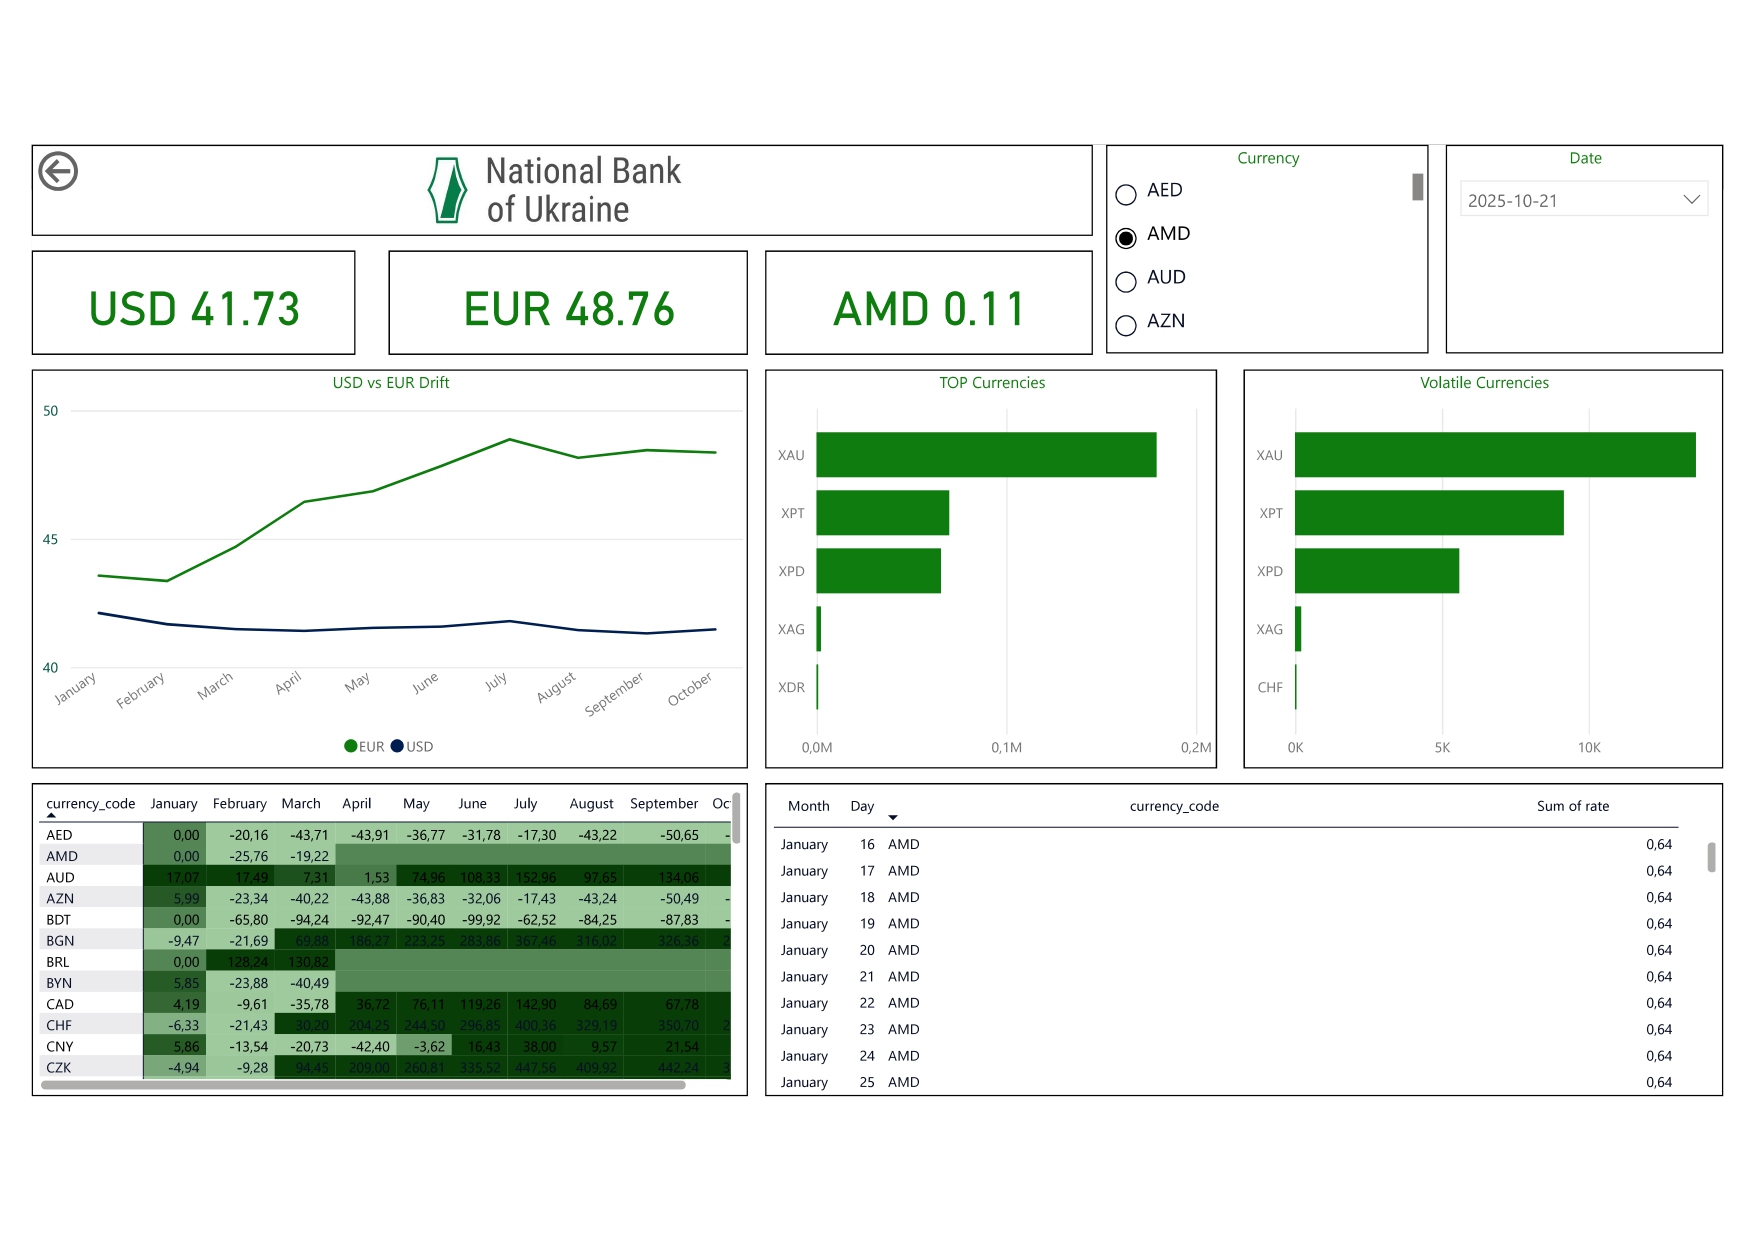 National Bank
of Ukraine
Currency
AED
AMD
AUD
AZN
Date
2025-10-21
USD 41.73
EUR 48.76
AMD 0.11
USD vs EUR Drift
50
45
40
January February March April May June July August September October
EUR USD
TOP Currencies
XAU
XPT
XPD
XAG
XDR
0,0M 0,1M 0,2M
Volatile Currencies
XAU
XPT
XPD
XAG
CHF
0K 5K 10K
currency_code January February March April May June July August September Oc
AED 0,00 -20,16 -43,71 -43,91 -36,77 -31,78 -17,30 -43,22 -50,65 -
AMD 0,00 -25,76 -19,22
AUD 17,07 17,49 7,31 1,53 74,96 108,33 152,96 97,65 134,06
AZN 5,99 -23,34 -40,22 -43,88 -36,83 -32,06 -17,43 -43,24 -50,49 -
BDT 0,00 -65,80 -94,24 -92,47 -90,40 -99,92 -62,52 -84,25 -87,83 -
BGN -9,47 -21,69 69,88 186,27 223,25 283,86 367,46 316,02 326,36 2
BRL 0,00 128,24 130,82
BYN 5,85 -23,88 -40,49
CAD 4,19 -9,61 -35,78 36,72 76,11 119,26 142,90 84,69 67,78
CHF -6,33 -21,43 30,20 204,25 244,50 296,85 400,36 329,19 350,70 2
CNY 5,86 -13,54 -20,73 -42,40 -3,62 16,43 38,00 9,57 21,54
CZK -4,94 -9,28 94,45 209,00 260,81 335,52 447,56 409,92 442,24 3
Month Day currency_code Sum of rate
January 16 AMD 0,64
January 17 AMD 0,64
January 18 AMD 0,64
January 19 AMD 0,64
January 20 AMD 0,64
January 21 AMD 0,64
January 22 AMD 0,64
January 23 AMD 0,64
January 24 AMD 0,64
January 25 AMD 0,64